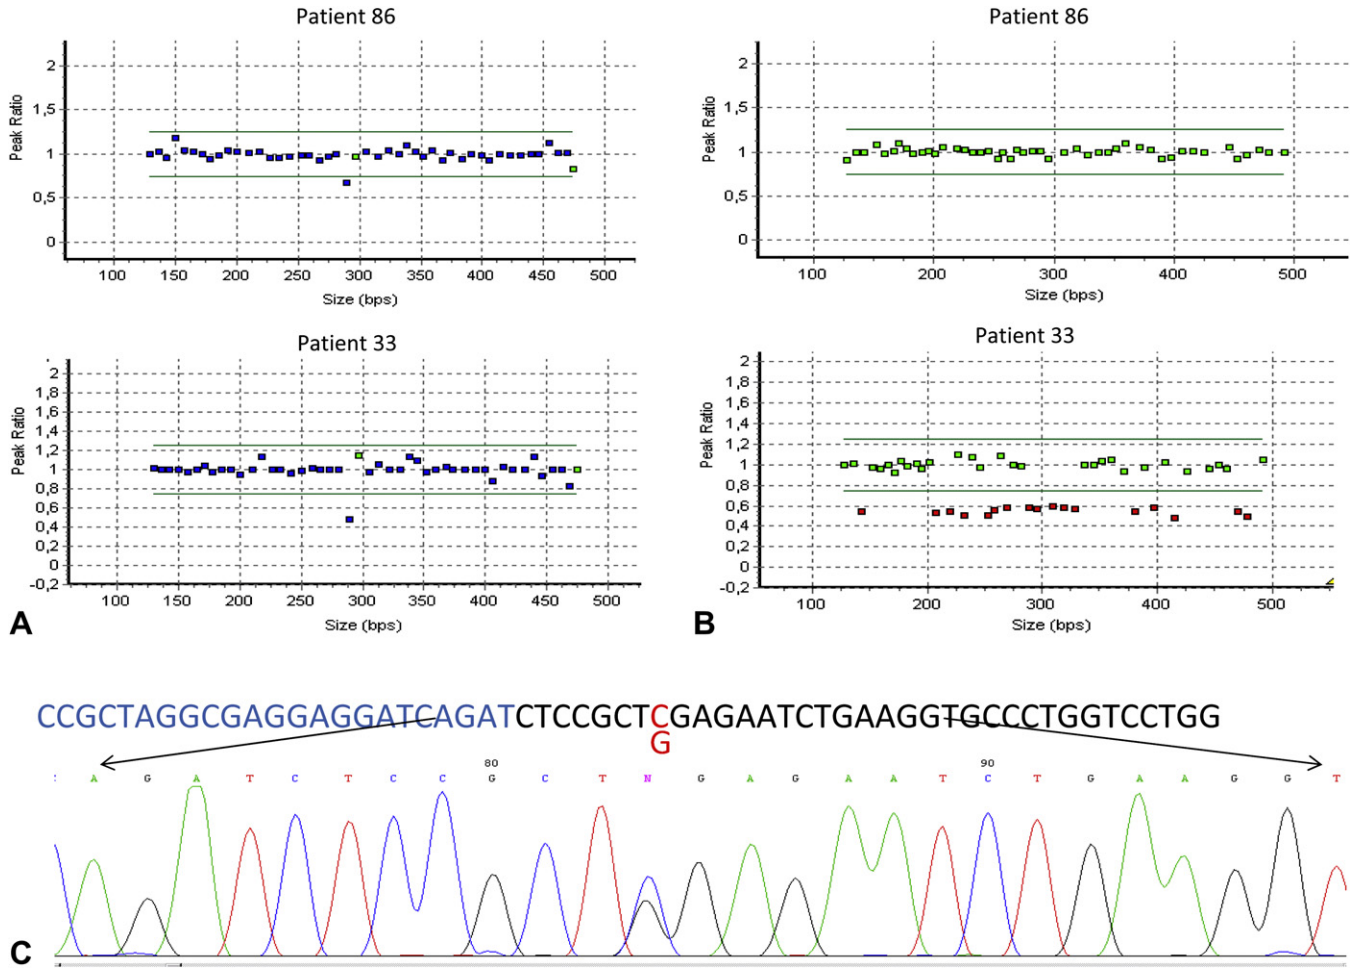 Patient 86
Peak Ratio
2
1,5
1
0,5
0
100 150 200 250 300 350 400 450 500
Size (bps)
Patient 86
Peak Ratio
2
1,5
1
0,5
0
100 200 300 400 500
Size (bps)
Patient 33
Peak Ratio
2
1,8
1,6
1,4
1,2
1
0,8
0,6
0,4
0,2
0
-0,2
100 150 200 250 300 350 400 450 500
Size (bps)
A
Patient 33
Peak Ratio
2
1,8
1,6
1,4
1,2
1
0,8
0,6
0,4
0,2
0
-0,2
100 200 300 400 500
Size (bps)
B
CCGCTAGGCGAGGAGGATCAGATCTCCGCTCGAGAATCTGAAGGTGCCCTGGTCCTGG
G
80 90
A G A T C T C C G C T N G A G A A T C T G A A G G T
C